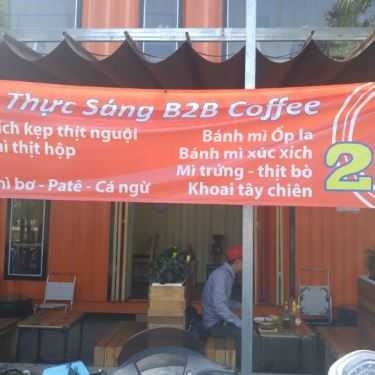 Thực Sáng B2B Coffee
kẹp thịt nguội
thịt hộp
bơ - Patê - Cá ngừ
Bánh mì Ốp la
Bánh mì xúc xích
Mì trứng - thịt bò
Khoai tây chiên
2